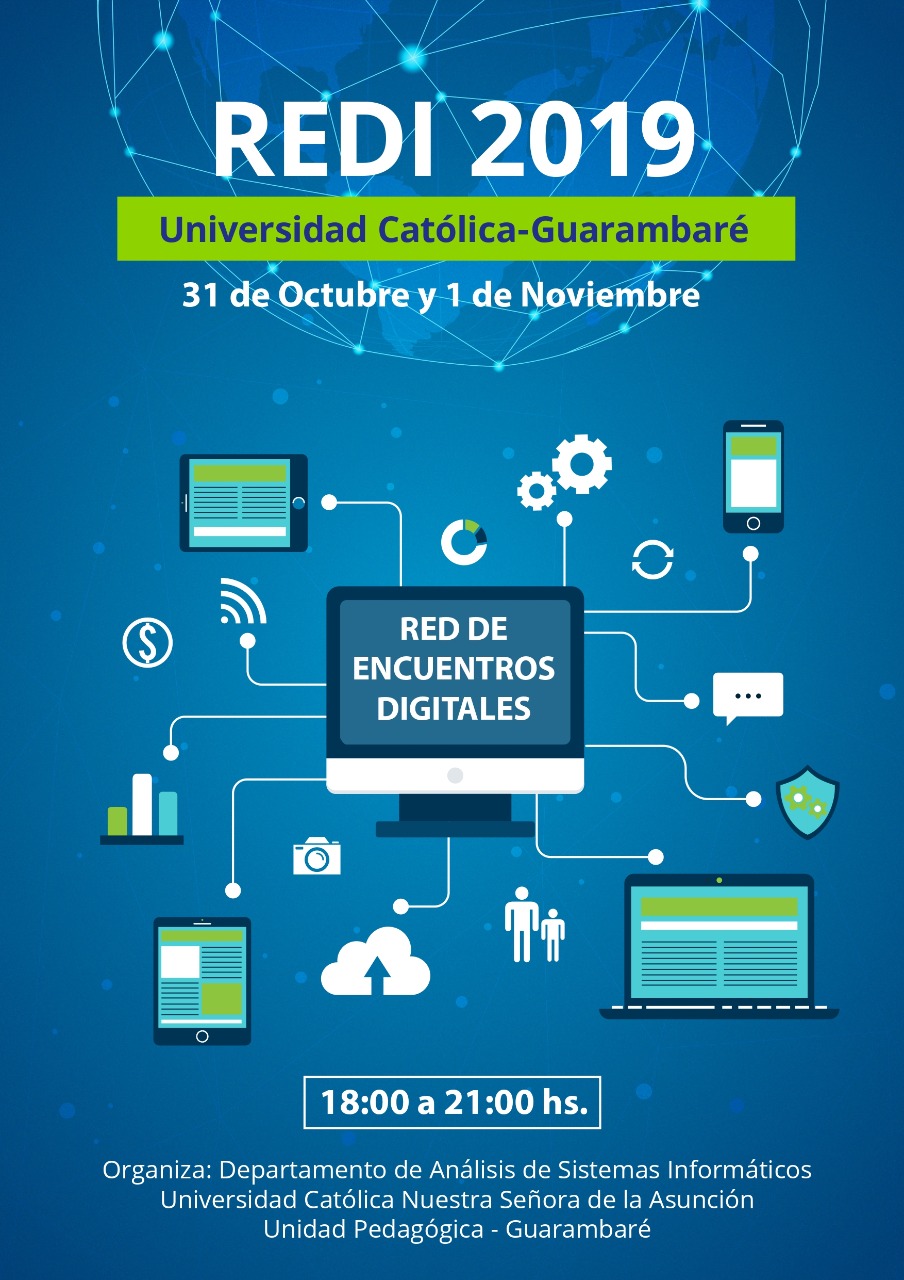 REDI 2019
Universidad Católica-Guarambaré
31 de Octubre y 1 de Noviembre
RED DE
ENCUENTROS
DIGITALES
18:00 a 21:00 hs.
Organiza: Departamento de Análisis de Sistemas Informáticos
Universidad Católica Nuestra Señora de la Asunción
Unidad Pedagógica - Guarambaré